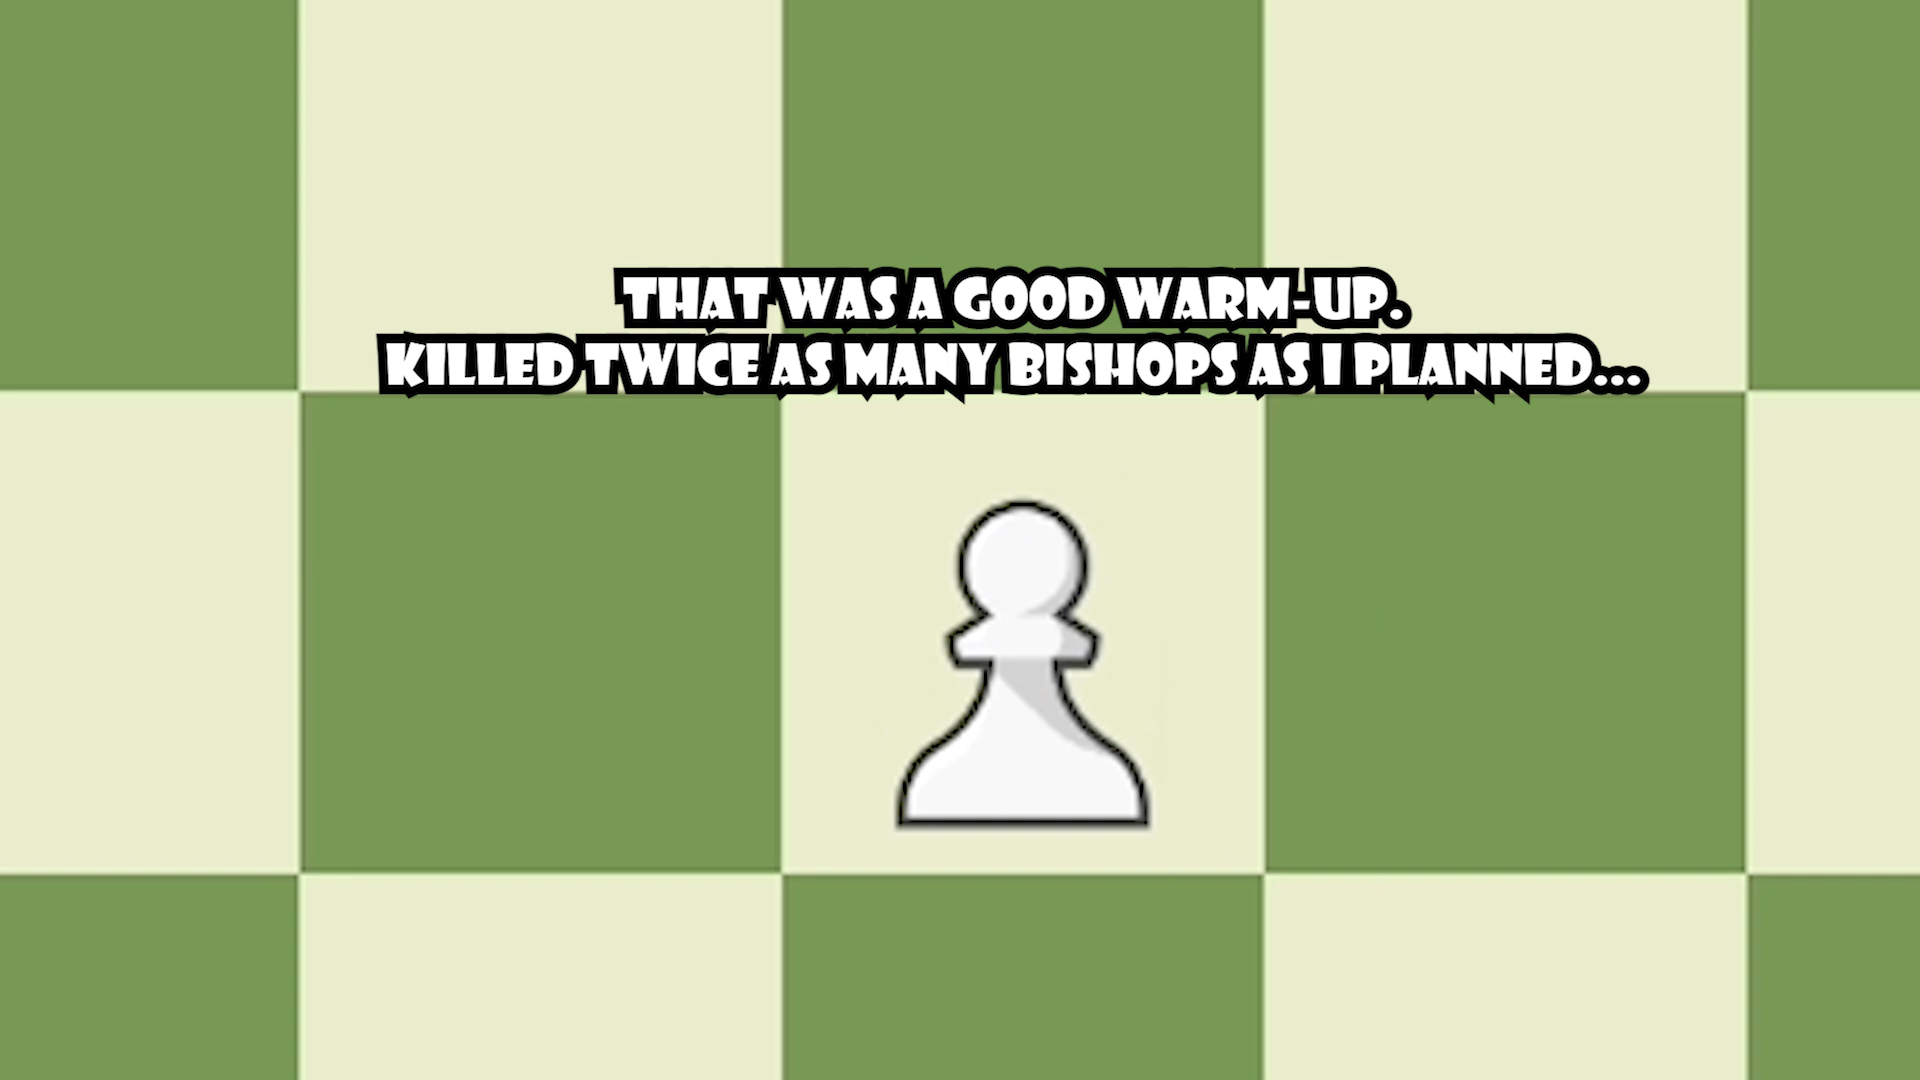 THAT WAS A GOOD WARM-UP.
KILLED TWICE AS MANY BISHOPS AS I PLANNED...